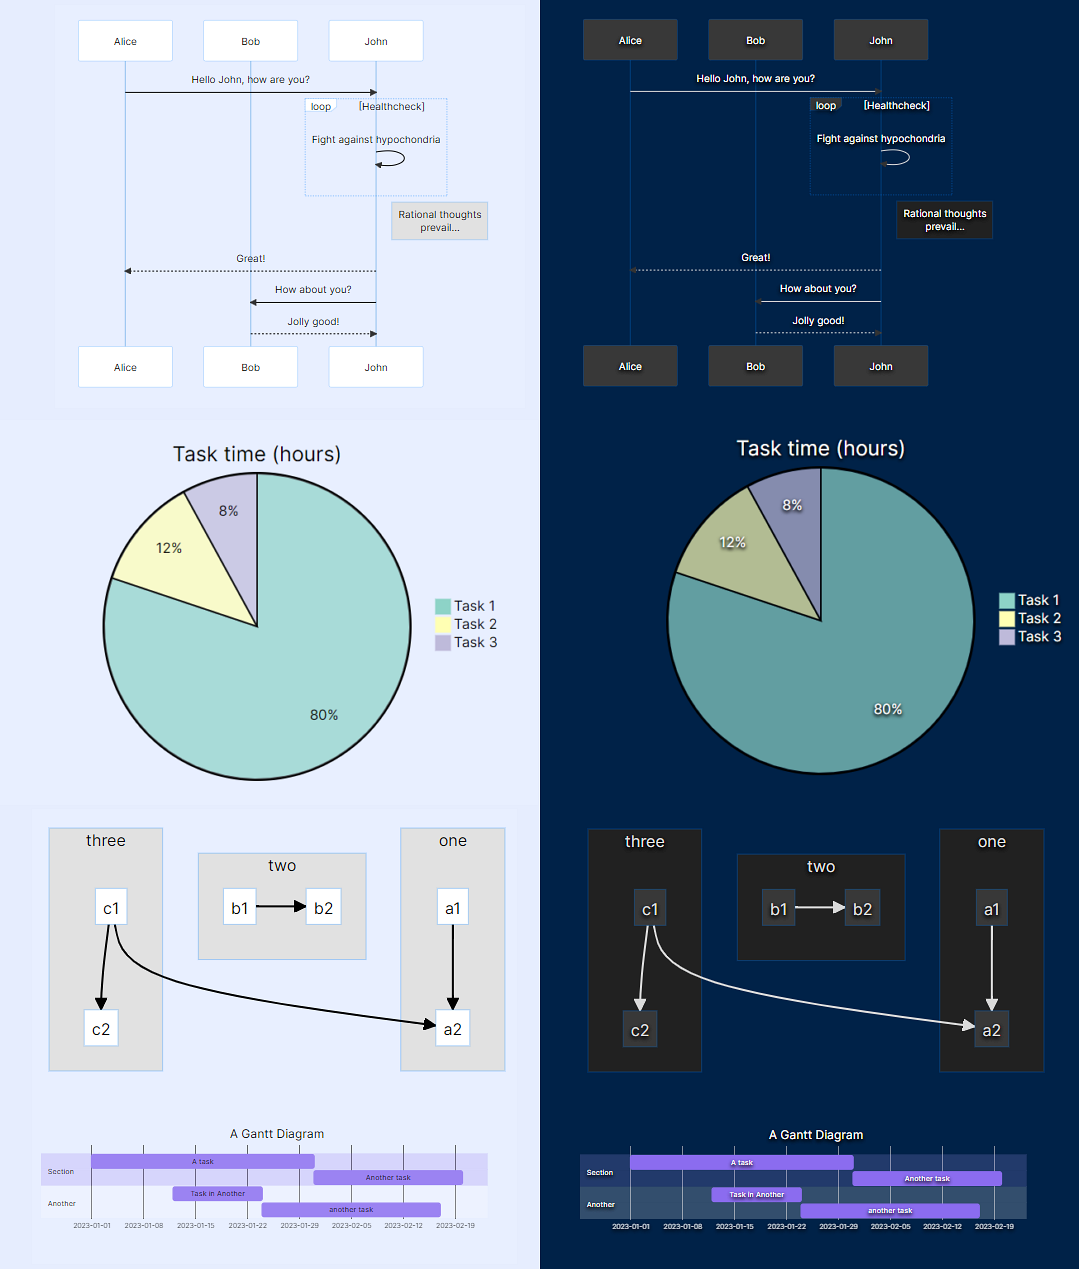 Alice
Bob
John
Hello John, how are you?
loop
[Healthcheck]
Fight against hypochondria
Rational thoughts
prevail...
Great!
How about you?
Jolly good!
Alice
Bob
John
Task time (hours)
8%
12%
80%
Task 1
Task 2
Task 3
three
two
one
c1
b1
b2
a1
c2
a2
A Gantt Diagram
A task
Section
Another task
Task in Another
Another
another task
2023-01-01
2023-01-08
2023-01-15
2023-01-22
2023-01-29
2023-02-05
2023-02-12
2023-02-19
Alice
Bob
John
Hello John, how are you?
loop
[Healthcheck]
Fight against hypochondria
Rational thoughts
prevail...
Great!
How about you?
Jolly good!
Alice
Bob
John
Task time (hours)
8%
12%
80%
Task 1
Task 2
Task 3
three
two
one
c1
b1
b2
a1
c2
a2
A Gantt Diagram
A task
Section
Another task
Task in Another
Another
another task
2023-01-01
2023-01-08
2023-01-15
2023-01-22
2023-01-29
2023-02-05
2023-02-12
2023-02-19